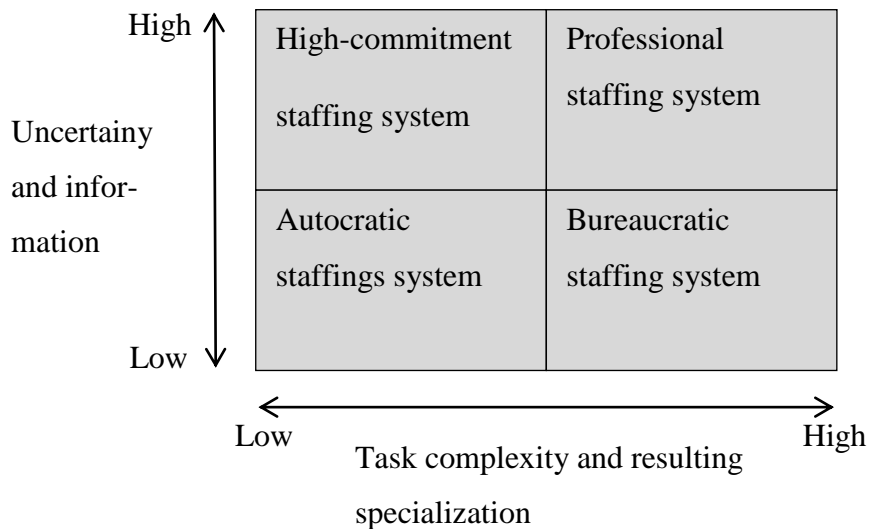 High
High-commitment
staffing system
Professional
staffing system
Uncertainy
and infor-
mation
Autocratic
staffings system
Bureaucratic
staffing system
Low
Low
High
Task complexity and resulting
specialization